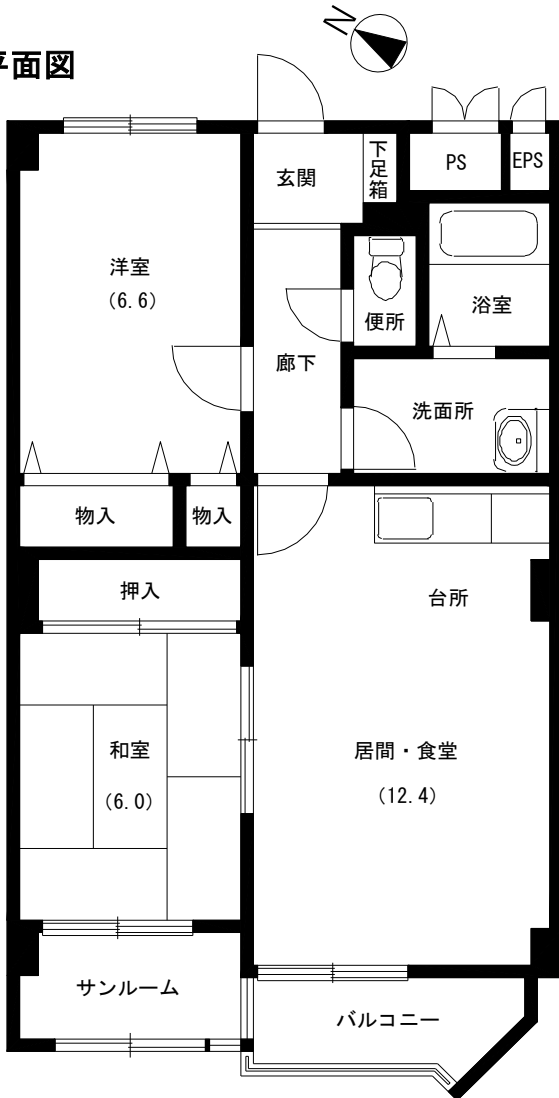 平面図
N
玄関
下足箱
PS
EPS
洋室
(6.6)
便所
浴室
廊下
洗面所
物入
物入
押入
台所
和室
(6.0)
居間・食堂
(12.4)
サンルーム
バルコニー